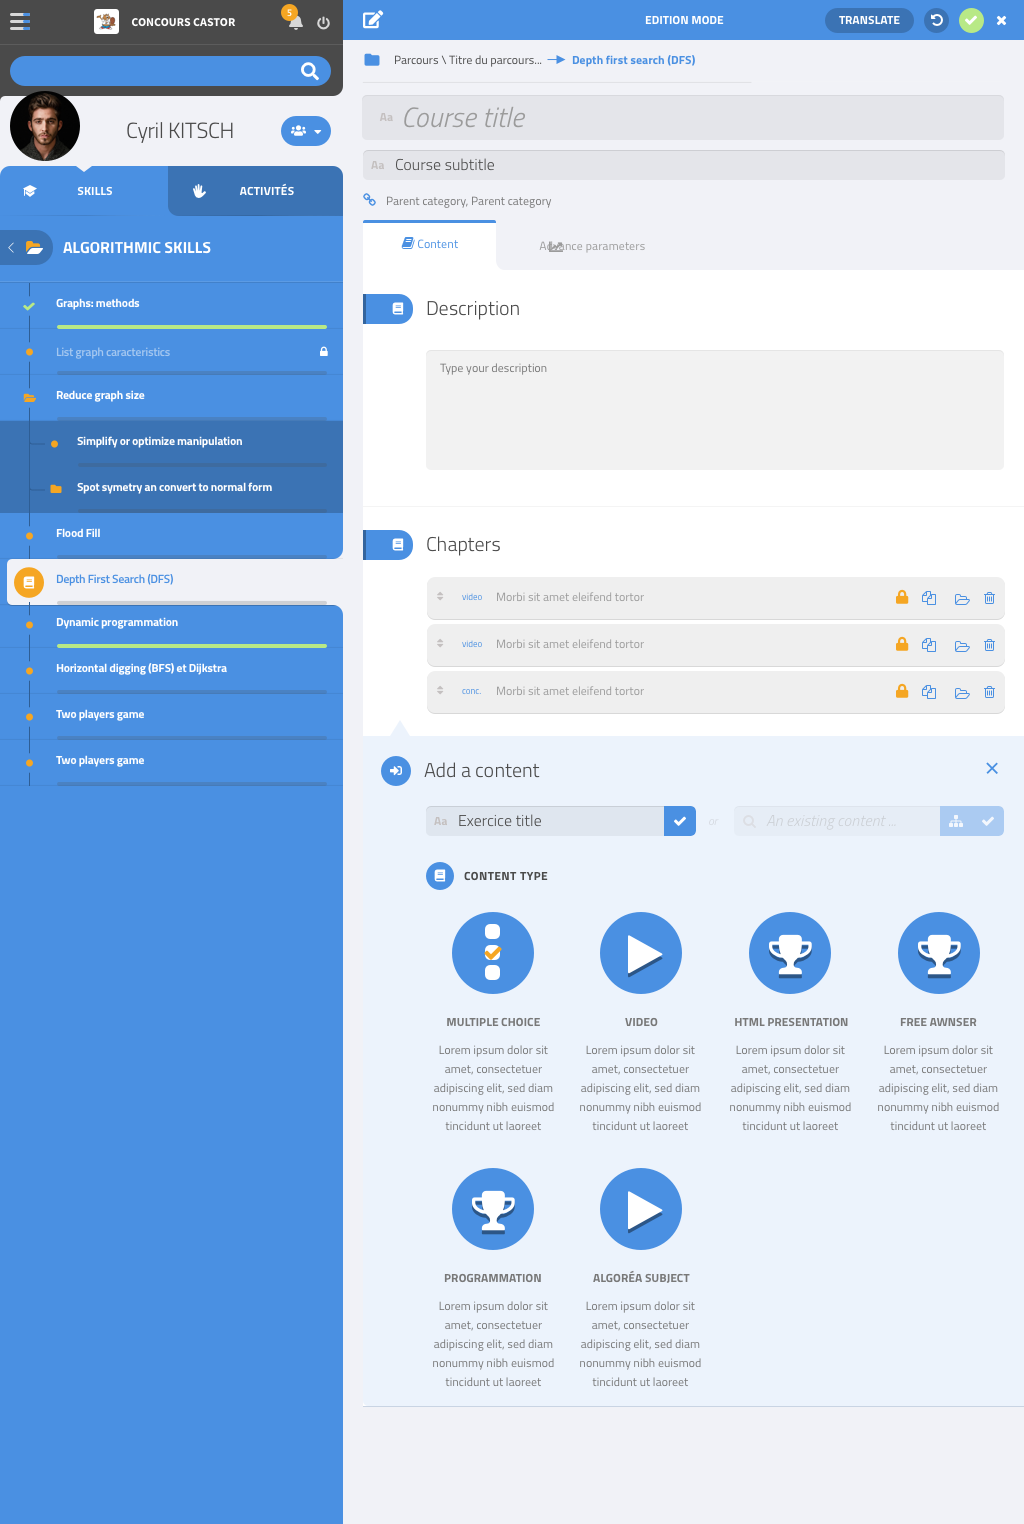 CONCOURS CASTOR
5
EDITION MODE
TRANSLATE
Parcours \ Titre du parcours...
Depth first search (DFS)
Cyril KITSCH
SKILLS
ACTIVITÉS
ALGORITHMIC SKILLS
Graphs: methods
List graph caracteristics
Reduce graph size
Simplify or optimize manipulation
Spot symetry an convert to normal form
Flood Fill
Depth First Search (DFS)
Dynamic programmation
Horizontal digging (BFS) et Dijkstra
Two players game
Two players game
Aa Course title
Aa Course subtitle
Parent category, Parent category
Content
Advance parameters
Description
Type your description
Chapters
video Morbi sit amet eleifend tortor
video Morbi sit amet eleifend tortor
conc. Morbi sit amet eleifend tortor
Add a content
Aa Exercice title
or
An existing content ...
CONTENT TYPE
MULTIPLE CHOICE
Lorem ipsum dolor sit
amet, consectetuer
adipiscing elit, sed diam
nonummy nibh euismod
tincidunt ut laoreet
VIDEO
Lorem ipsum dolor sit
amet, consectetuer
adipiscing elit, sed diam
nonummy nibh euismod
tincidunt ut laoreet
HTML PRESENTATION
Lorem ipsum dolor sit
amet, consectetuer
adipiscing elit, sed diam
nonummy nibh euismod
tincidunt ut laoreet
FREE AWNSER
Lorem ipsum dolor sit
amet, consectetuer
adipiscing elit, sed diam
nonummy nibh euismod
tincidunt ut laoreet
PROGRAMMATION
Lorem ipsum dolor sit
amet, consectetuer
adipiscing elit, sed diam
nonummy nibh euismod
tincidunt ut laoreet
ALGORÉA SUBJECT
Lorem ipsum dolor sit
amet, consectetuer
adipiscing elit, sed diam
nonummy nibh euismod
tincidunt ut laoreet